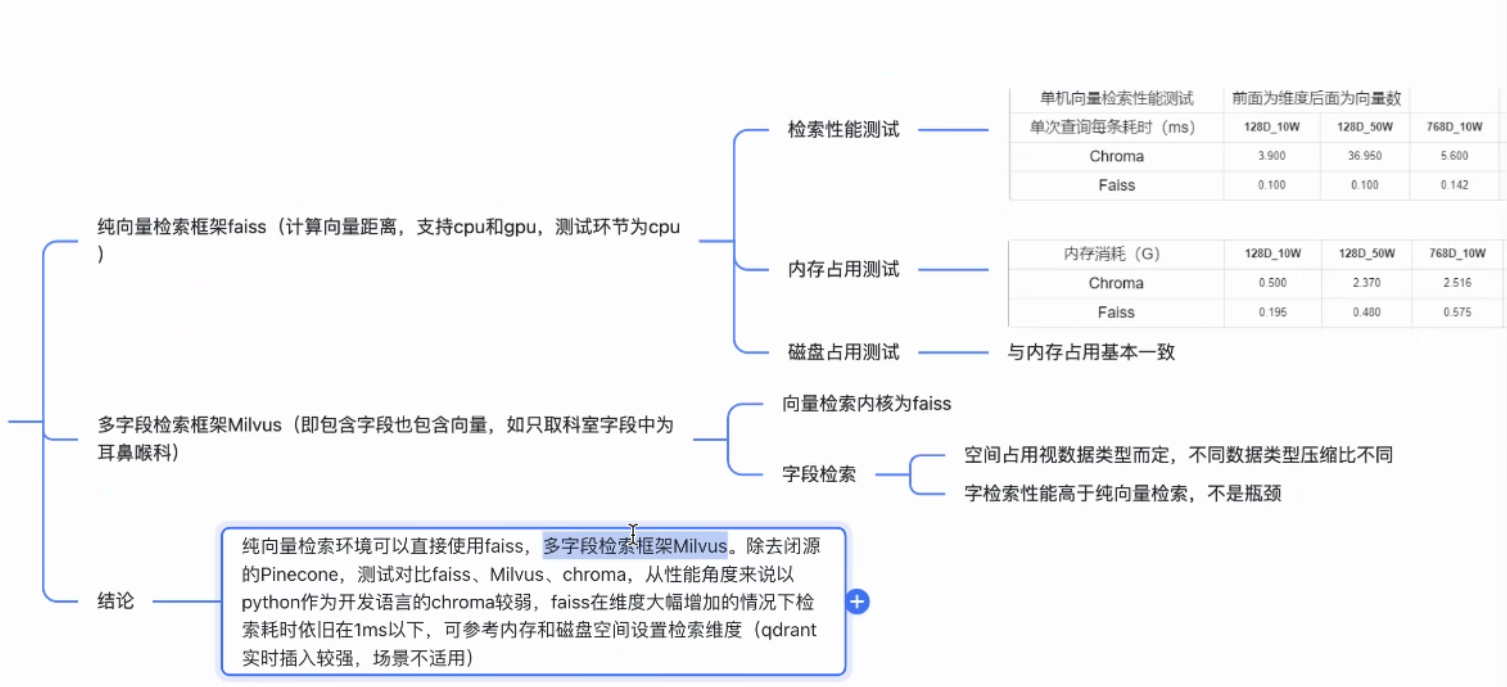 单机向量检索性能测试 前面为维度后面为向量数
检索性能测试 单次查询每条耗时（ms） 128D_10W 128D_50W 768D_10W
Chroma 3.900 36.950 5.600
Faiss 0.100 0.100 0.142
纯向量检索框架faiss（计算向量距离，支持cpu和gpu，测试环节为cpu
）
内存消耗（G） 128D_10W 128D_50W 768D_10W
内存占用测试 Chroma 0.500 2.370 2.516
Faiss 0.195 0.480 0.575
磁盘占用测试 与内存占用基本一致
多字段检索框架Milvus（即包含字段也包含向量，如只取科室字段中为
耳鼻喉科）
向量检索内核为faiss
字段检索
空间占用视数据类型而定，不同数据类型压缩比不同
字检索性能高于纯向量检索，不是瓶颈
结论
纯向量检索环境可以直接使用faiss，多字段检索框架Milvus。除去闭源
的Pinecone，测试对比faiss、Milvus、chroma，从性能角度来说以
python作为开发语言的chroma较弱，faiss在维度大幅增加的情况下检
索耗时依旧在1ms以下，可参考内存和磁盘空间设置检索维度（qdrant
实时插入较强，场景不适用）